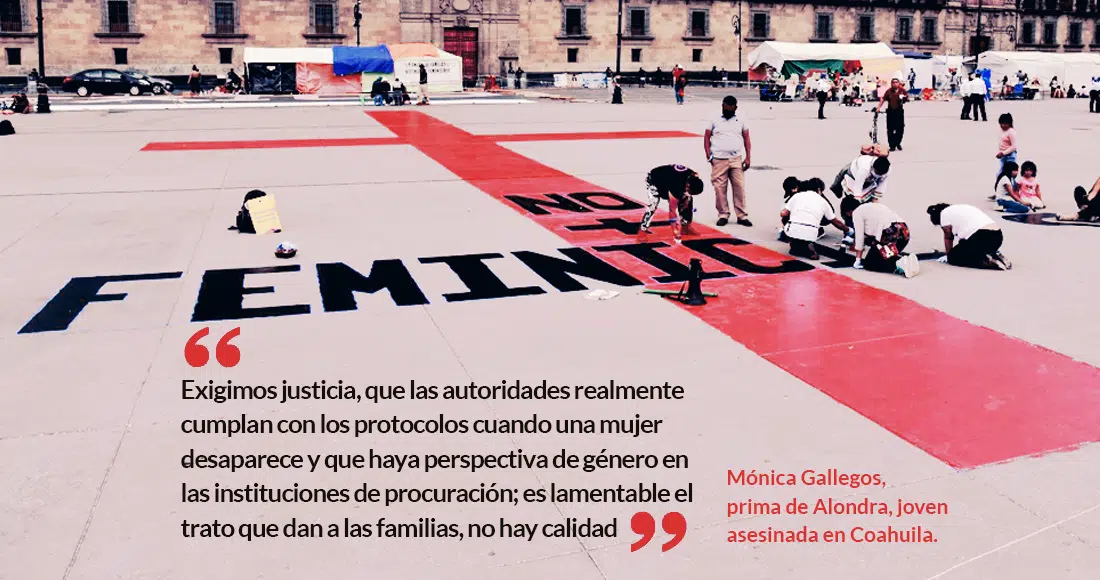 NO
+
FEMINIC
“
Exigimos justicia, que las autoridades realmente
cumplan con los protocolos cuando una mujer
desaparece y que haya perspectiva de género en
las instituciones de procuración; es lamentable el
trato que dan a las familias, no hay calidad ”
Mónica Gallegos,
prima de Alondra, joven
asesinada en Coahuila.